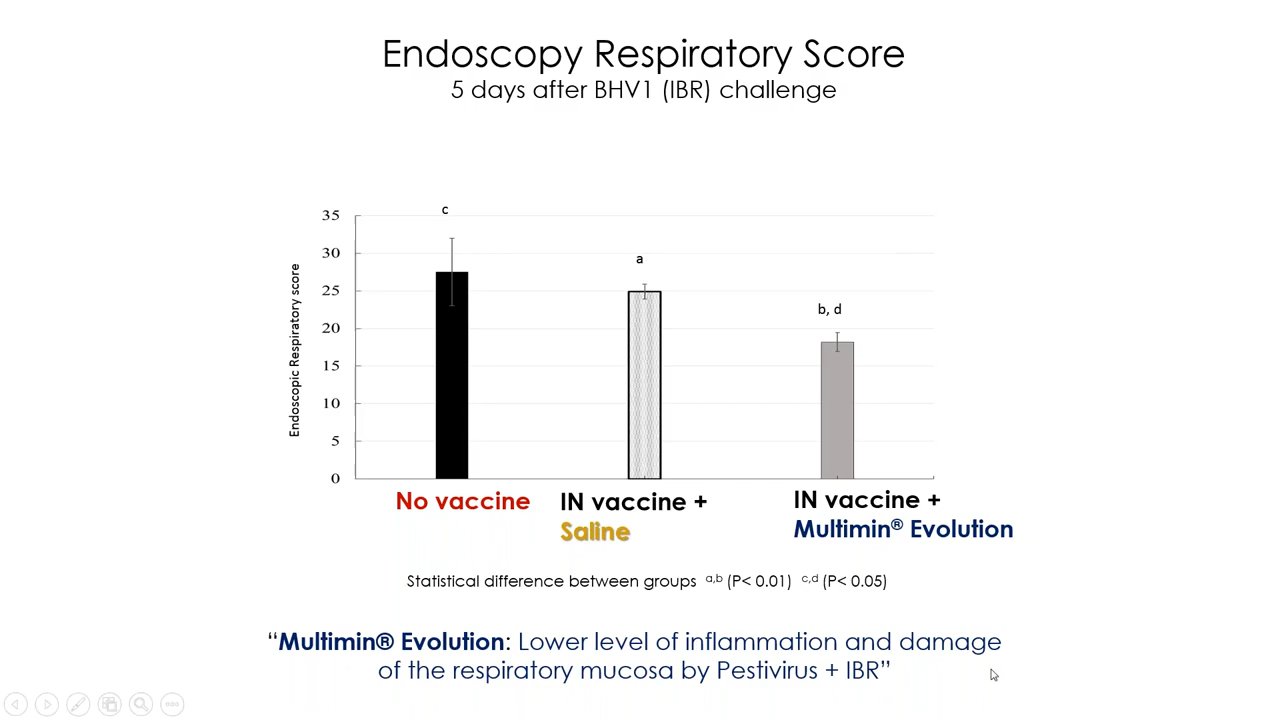 Endoscopy Respiratory Score
5 days after BHV1 (IBR) challenge
Endoscopic Respiratory score
35
30
25
20
15
10
5
0
c
a
b, d
No vaccine
IN vaccine +
Saline
IN vaccine +
Multimin® Evolution
Statistical difference between groups a,b (P< 0.01) c,d (P< 0.05)
“Multimin® Evolution: Lower level of inflammation and damage
of the respiratory mucosa by Pestivirus + IBR”